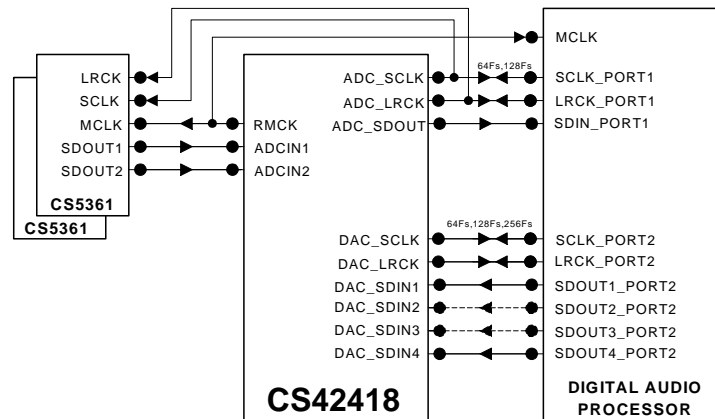 MCLK
64Fs,128Fs
LRCK
ADC_SCLK
SCLK_PORT1
SCLK
ADC_LRCK
LRCK_PORT1
MCLK
RMCK
ADC_SDOUT
SDIN_PORT1
SDOUT1
ADCIN1
SDOUT2
ADCIN2
CS5361
CS5361
64Fs,128Fs,256Fs
DAC_SCLK
SCLK_PORT2
DAC_LRCK
LRCK_PORT2
DAC_SDIN1
SDOUT1_PORT2
DAC_SDIN2
SDOUT2_PORT2
DAC_SDIN3
SDOUT3_PORT2
DAC_SDIN4
SDOUT4_PORT2
CS42418
DIGITAL AUDIO
PROCESSOR